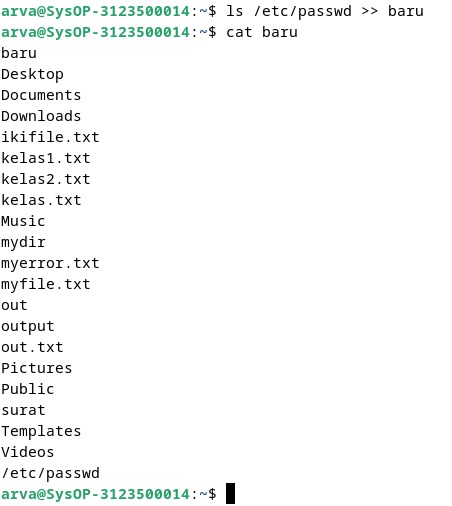 arva@SysOP-3123500014:~$ ls /etc/passwd >> baru
arva@SysOP-3123500014:~$ cat baru
baru
Desktop
Documents
Downloads
ikifile.txt
kelas1.txt
kelas2.txt
kelas.txt
Music
mydir
myerror.txt
myfile.txt
out
output
out.txt
Pictures
Public
surat
Templates
Videos
/etc/passwd
arva@SysOP-3123500014:~$